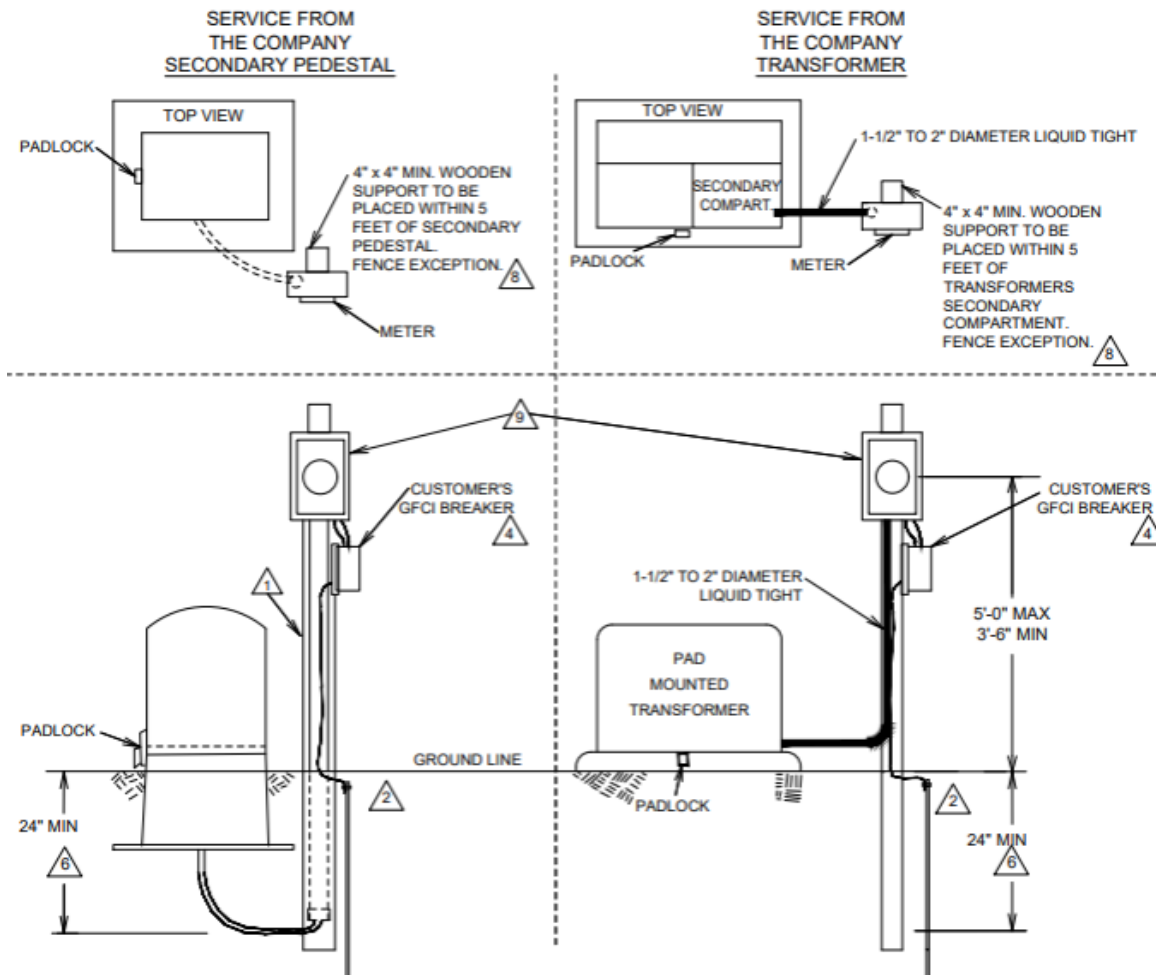 SERVICE FROM
THE COMPANY
SECONDARY PEDESTAL
TOP VIEW
PADLOCK
4" x 4" MIN. WOODEN
SUPPORT TO BE
PLACED WITHIN 5
FEET OF SECONDARY
PEDESTAL.
FENCE EXCEPTION.
8
METER
SERVICE FROM
THE COMPANY
TRANSFORMER
TOP VIEW
1-1/2" TO 2" DIAMETER LIQUID TIGHT
SECONDARY
COMPART.
PADLOCK
METER
4" x 4" MIN. WOODEN
SUPPORT TO BE
PLACED WITHIN 5
FEET OF
TRANSFORMERS
SECONDARY
COMPARTMENT.
FENCE EXCEPTION.
8
9
CUSTOMER'S
GFCI BREAKER
4
1
PADLOCK
GROUND LINE
2
24" MIN
6
CUSTOMER'S
GFCI BREAKER
4
1-1/2" TO 2" DIAMETER
LIQUID TIGHT
5'-0" MAX
3'-6" MIN
PAD
MOUNTED
TRANSFORMER
PADLOCK
2
24" MIN
6